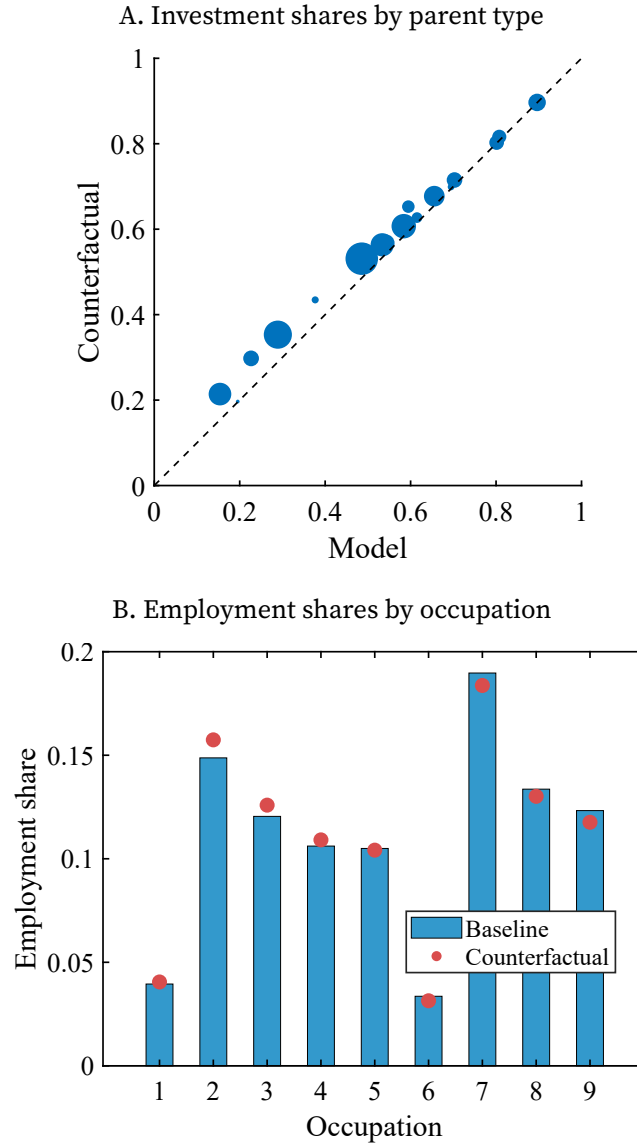 A. Investment shares by parent type
1
0.8
0.6
0.4
0.2
0
Counterfactual
0 0.2 0.4 0.6 0.8 1
Model
B. Employment shares by occupation
0.2
0.15
0.1
0.05
0
Employment share
Baseline
Counterfactual
1 2 3 4 5 6 7 8 9
Occupation